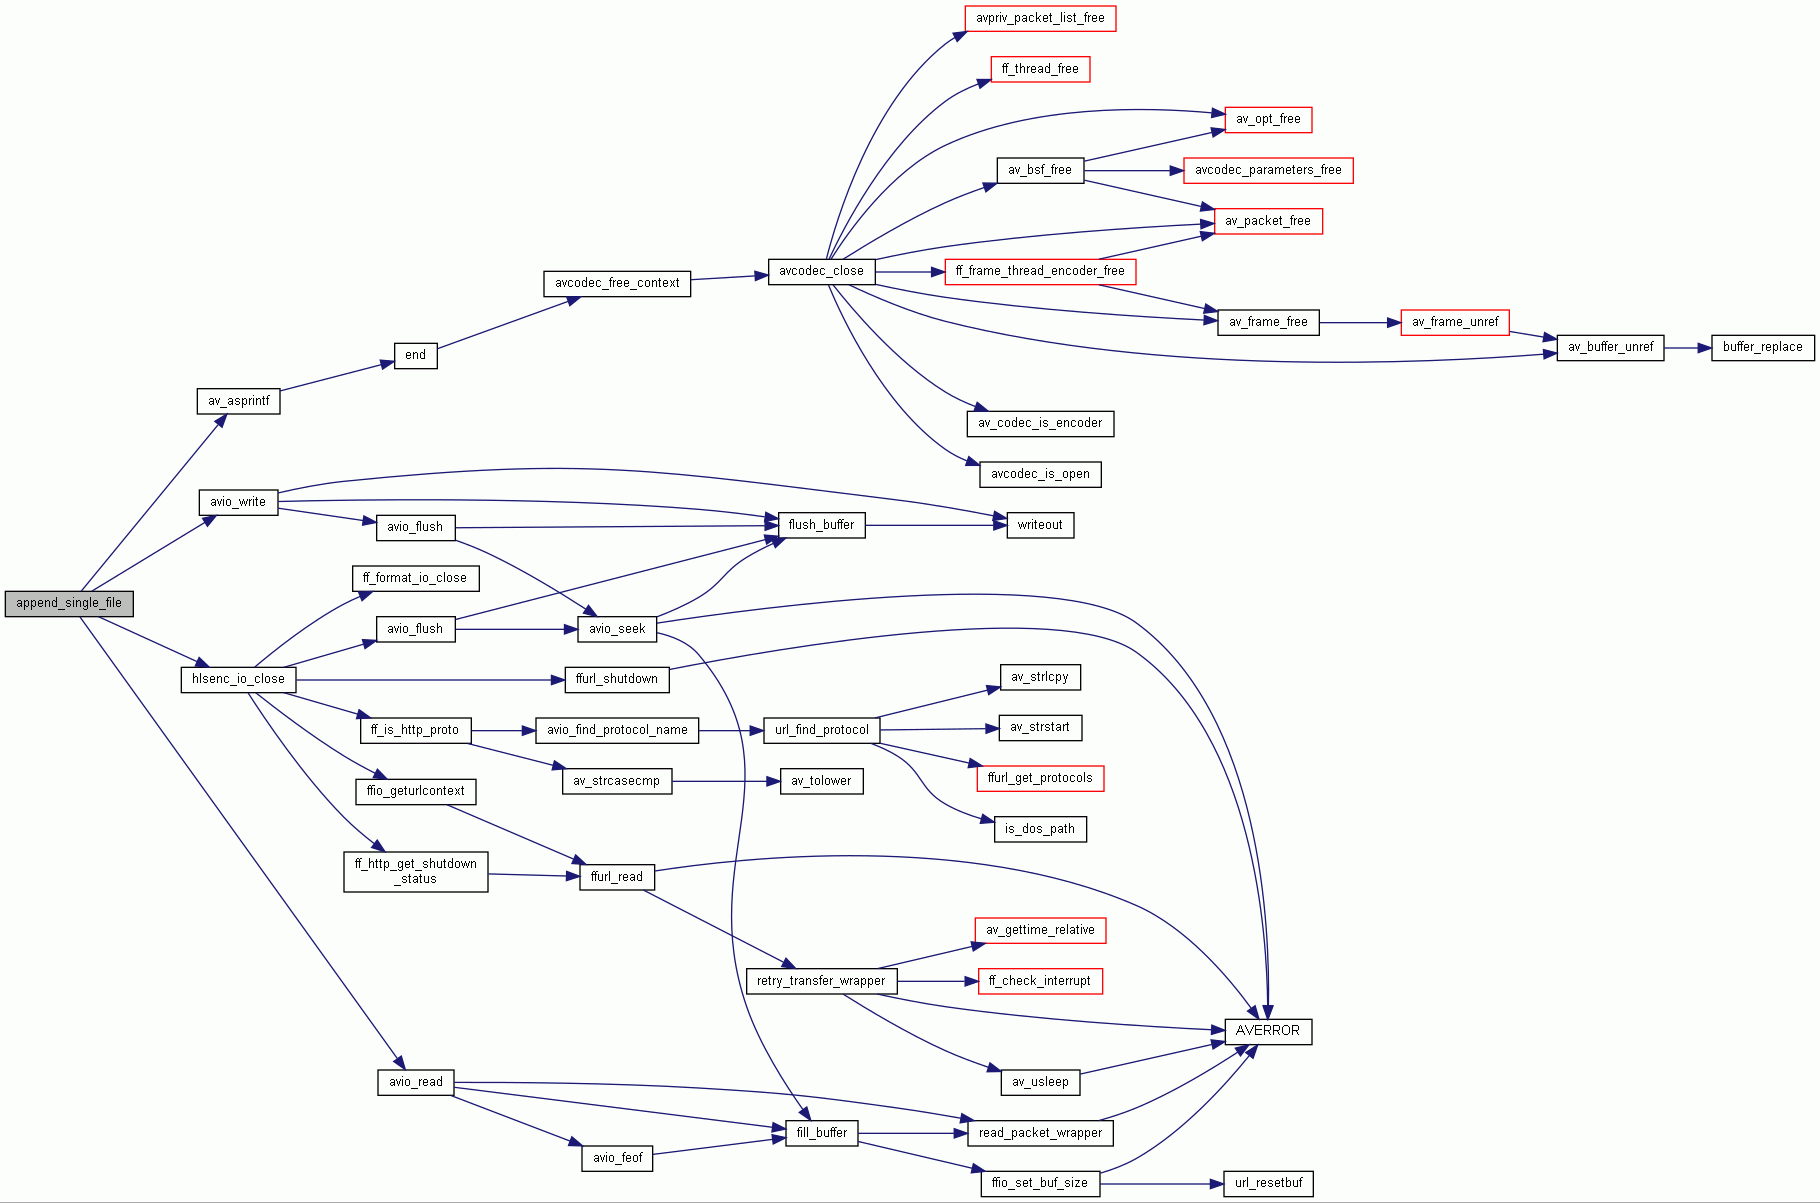 avpriv_packet_list_free
ff_thread_free
av_opt_free
av_bsf_free
avcodec_parameters_free
av_packet_free
avcodec_close
ff_frame_thread_encoder_free
avcodec_free_context
av_frame_free
av_frame_unref
av_buffer_unref
buffer_replace
end
av_asprintf
av_codec_is_encoder
avcodec_is_open
avio_write
avio_flush
flush_buffer
writeout
ff_format_io_close
append_single_file
avio_flush
avio_seek
hlsenc_io_close
ffurl_shutdown
av_strlcpy
ff_is_http_proto
avio_find_protocol_name
url_find_protocol
av_strstart
av_strcasecmp
av_tolower
ffurl_get_protocols
ffio_geturlcontext
is_dos_path
ff_http_get_shutdown
_status
ffurl_read
av_gettime_relative
retry_transfer_wrapper
ff_check_interrupt
AVERROR
avio_read
av_usleep
fill_buffer
read_packet_wrapper
avio_feof
ffio_set_buf_size
url_resetbuf